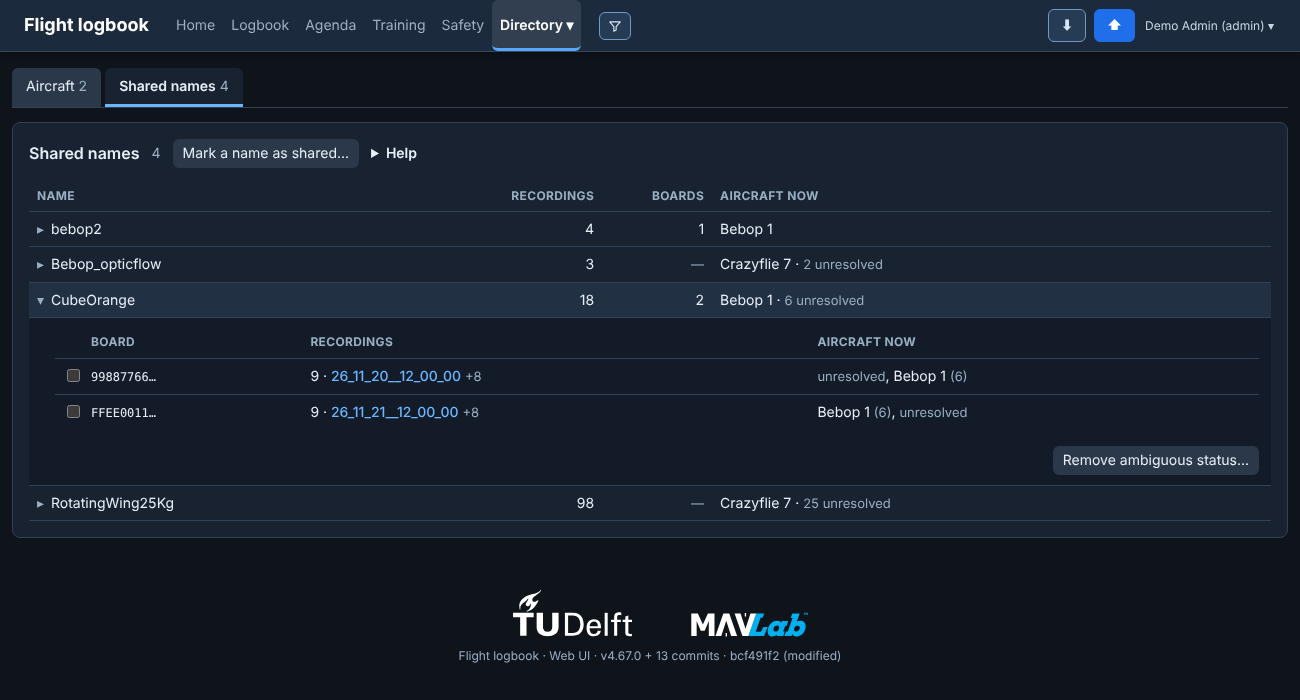 Flight logbook Home Logbook Agenda Training Safety Directory ▾ Demo Admin (admin) ▾
Aircraft 2 Shared names 4
Shared names 4 Mark a name as shared... ▶ Help
NAME RECORDINGS BOARDS AIRCRAFT NOW
▸ bebop2 4 1 Bebop 1
▸ Bebop_opticflow 3 — Crazyflie 7 · 2 unresolved
▾ CubeOrange 18 2 Bebop 1 · 6 unresolved
BOARD RECORDINGS AIRCRAFT NOW
99887766… 9 · 26_11_20__12_00_00 +8 unresolved, Bebop 1 (6)
FFEE0011… 9 · 26_11_21__12_00_00 +8 Bebop 1 (6), unresolved
Remove ambiguous status...
▸ RotatingWing25Kg 98 — Crazyflie 7 · 25 unresolved
TUDelft MAVLab
Flight logbook · Web UI · v4.67.0 + 13 commits · bcf491f2 (modified)